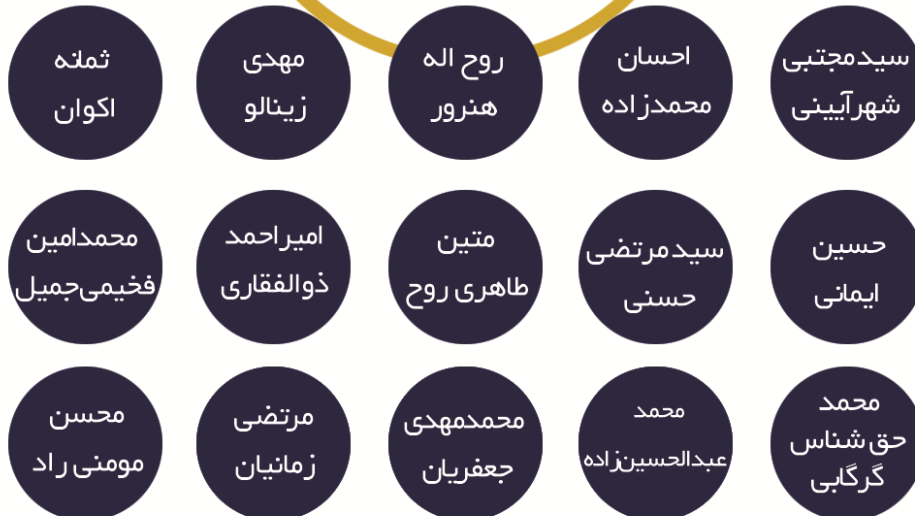 سیدمجتبی
شهرآیینی
احسان
محمدزاده
روح اله
هنرور
مهدی
زینالو
ثمانه
اکوان
حسین
ایمانی
سیدمرتضی
حسنی
متین
طاهری روح
امیراحمد
ذوالفقاری
محمدامین
فخیمی‌جمیل
محمد
حق شناس
گرگابی
محمد
عبدالحسین‌زاده
محمدمهدی
جعفریان
مرتضی
زمانیان
محسن
مومنی راد